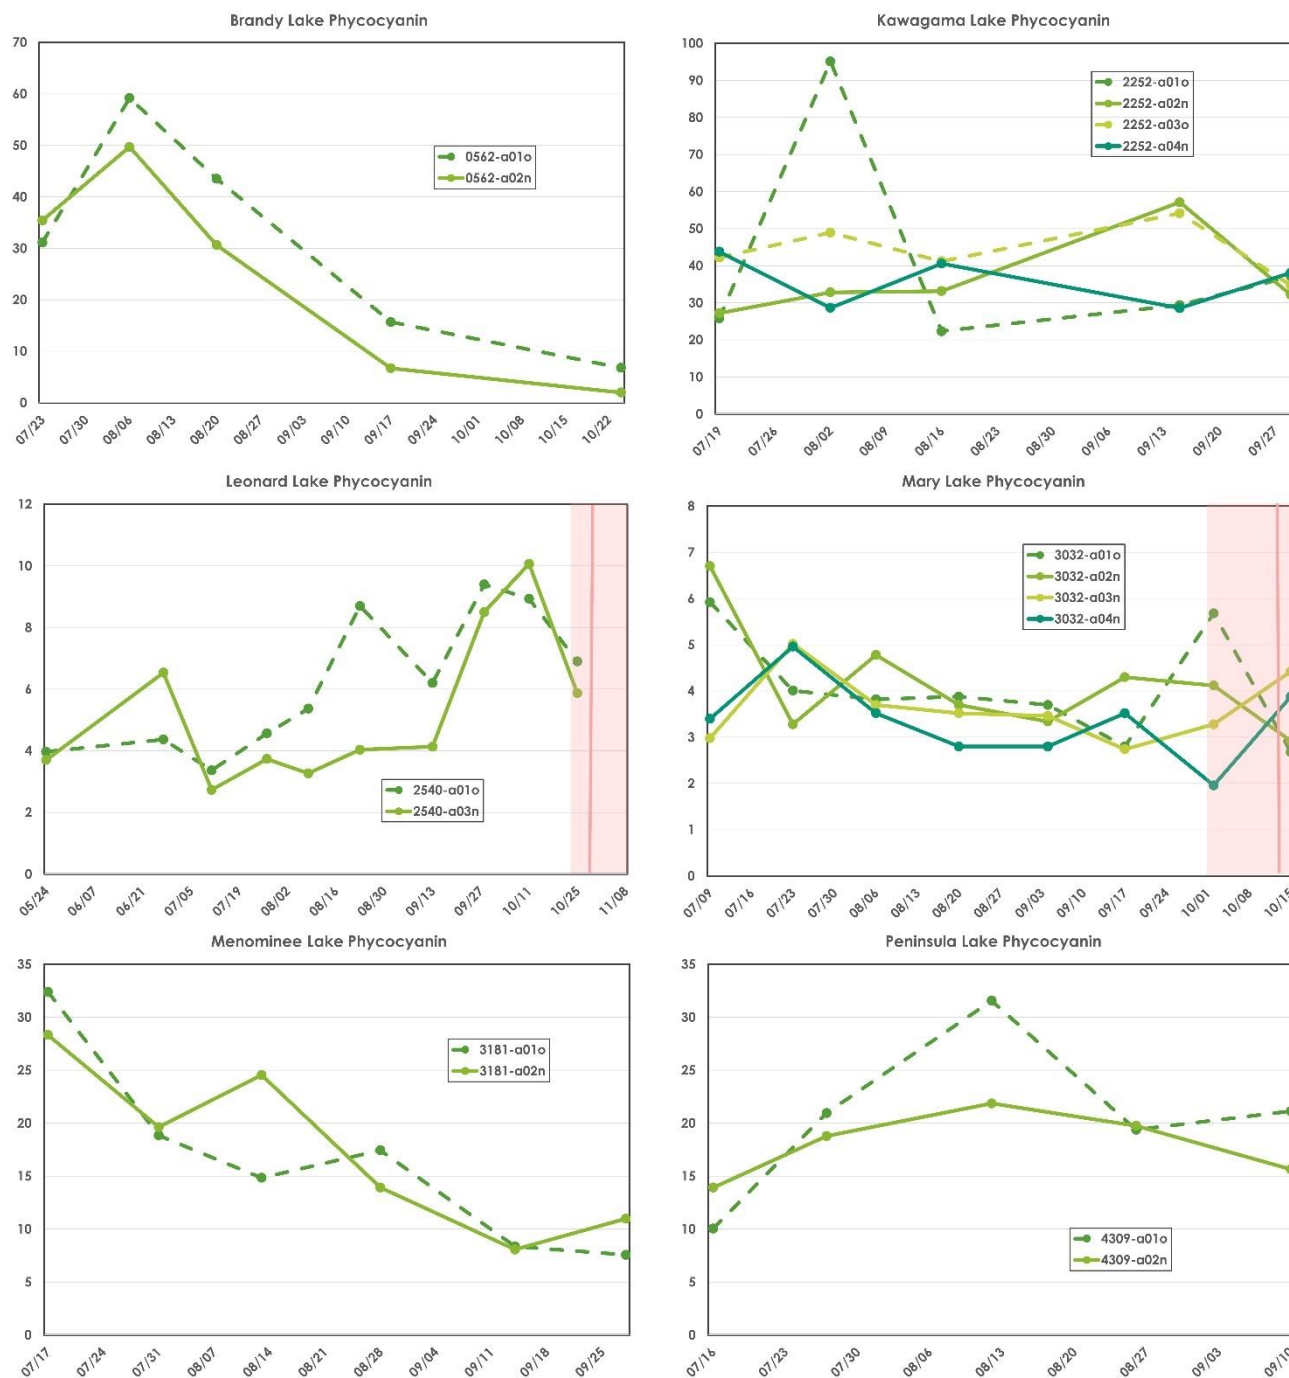 Brandy Lake Phycocyanin
70
60
50
40
30
20
10
0
0562-a01o
0562-a02n
07/23 07/30 08/06 08/13 08/20 08/27 09/03 09/10 09/17 09/24 10/01 10/08 10/15 10/22
Kawagama Lake Phycocyanin
100
90
80
70
60
50
40
30
20
10
0
2252-a01o
2252-a02n
2252-a03o
2252-a04n
07/19 07/26 08/02 08/09 08/16 08/23 08/30 09/06 09/13 09/20 09/27
Leonard Lake Phycocyanin
12
10
8
6
4
2
0
2540-a01o
2540-a03n
05/24 06/07 06/21 07/05 07/19 08/02 08/16 08/30 09/13 09/27 10/11 10/25 11/08
Mary Lake Phycocyanin
8
7
6
5
4
3
2
1
0
3032-a01o
3032-a02n
3032-a03n
3032-a04n
07/09 07/16 07/23 07/30 08/06 08/13 08/20 08/27 09/03 09/10 09/17 09/24 10/01 10/08 10/15
Menominee Lake Phycocyanin
35
30
25
20
15
10
5
0
3181-a01o
3181-a02n
07/17 07/24 07/31 08/07 08/14 08/21 08/28 09/04 09/11 09/18 09/25
Peninsula Lake Phycocyanin
35
30
25
20
15
10
5
0
4309-a01o
4309-a02n
07/16 07/23 07/30 08/06 08/13 08/20 08/27 09/03 09/10